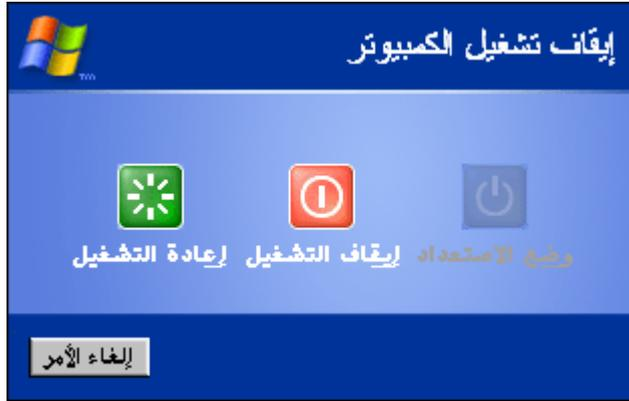 إيقاف تشغيل الكمبيوتر
وضع الاستعداد
إيقاف التشغيل
إعادة التشغيل
إلغاء الأمر